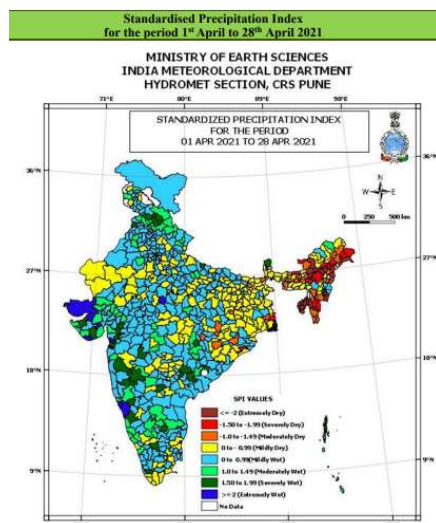 Standardised Precipitation Index
for the period 1st April to 28th April 2021
MINISTRY OF EARTH SCIENCES
INDIA METEOROLOGICAL DEPARTMENT
HYDROMET SECTION, CRS PUNE
71°E 80°E 89°E 98°E
STANDARDIZED PRECIPITATION INDEX
FOR THE PERIOD
01 APR 2021 TO 28 APR 2021
36°N 36°N
N
W E
S
0 250 500 km
27°N 27°N
18°N 18°N
9°N 9°N
SPI VALUES
<= -2 (Extremely Dry)
-1.50 to -1.99 (Severely Dry)
-1.0 to -1.49 (Moderately Dry
0 to -0.99 (Mildly Dry)
0 to 0.99(Mildly Wet)
1.0 to 1.49(Moderately Wet)
1.50 to 1.99 (Severely Wet)
>= 2 (Extremely Wet)
No Data